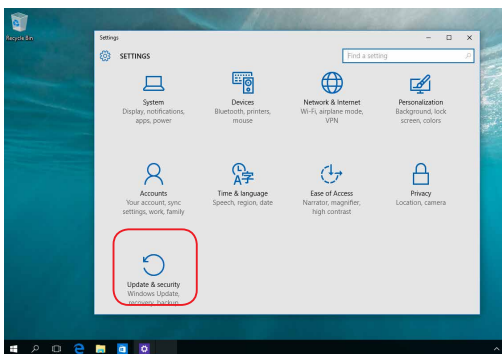 Recycle Bin
Settings
SETTINGS
Find a setting
System
Display, notifications,
apps, power
Devices
Bluetooth, printers,
mouse
Network & Internet
Wi-Fi, airplane mode,
VPN
Personalization
Background, lock
screen, colors
Accounts
Your account, sync
settings, work, family
Time & language
Speech, region, date
Ease of Access
Narrator, magnifier,
high contrast
Privacy
Location, camera
Update & security
Windows Update,
recovery, backup